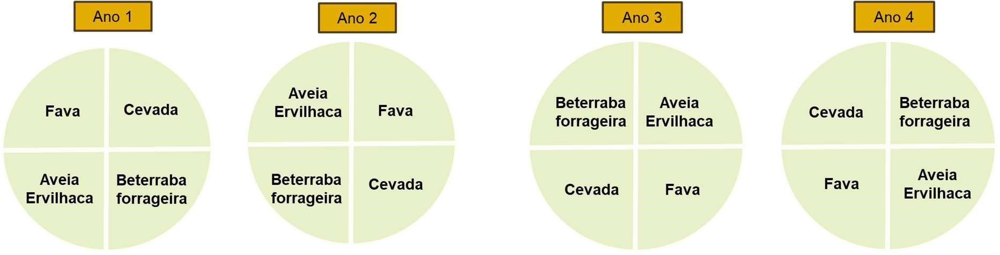 Ano 1
Fava
Cevada
Aveia
Ervilhaca
Beterraba
forrageira
Ano 2
Aveia
Ervilhaca
Fava
Beterraba
forrageira
Cevada
Ano 3
Beterraba
forrageira
Aveia
Ervilhaca
Cevada
Fava
Ano 4
Cevada
Beterraba
forrageira
Fava
Aveia
Ervilhaca